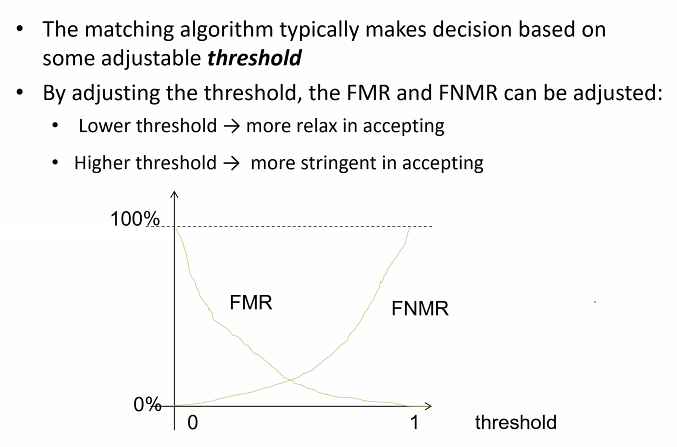 • The matching algorithm typically makes decision based on
some adjustable threshold
• By adjusting the threshold, the FMR and FNMR can be adjusted:
• Lower threshold → more relax in accepting
• Higher threshold → more stringent in accepting
100%
FMR
FNMR
0%
0
1
threshold